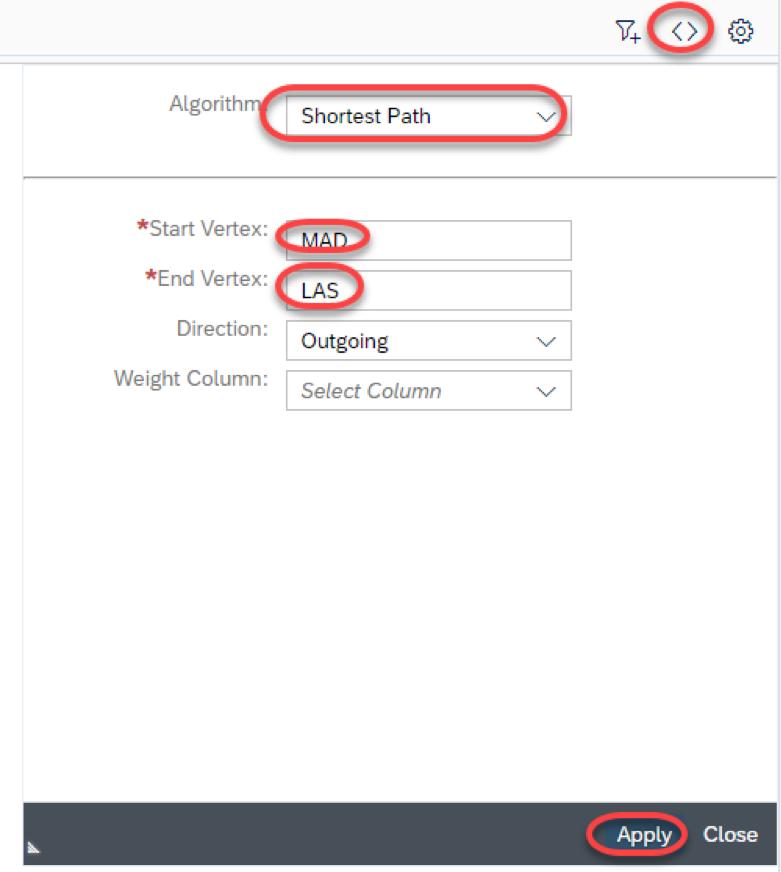 Algorithm:
Shortest Path
*Start Vertex:
MAD
*End Vertex:
LAS
Direction:
Outgoing
Weight Column:
Select Column
Apply Close